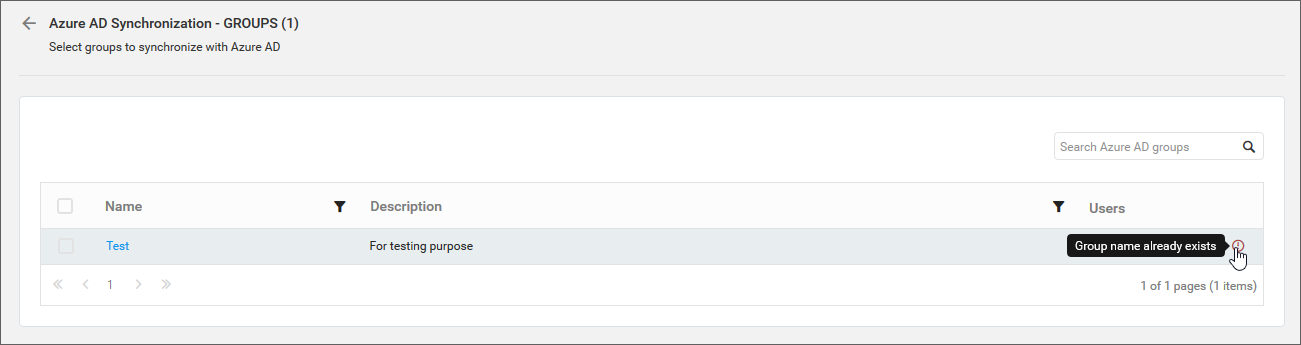 Azure AD Synchronization - GROUPS (1)
Select groups to synchronize with Azure AD
Search Azure AD groups
Name Description Users
Test For testing purpose Group name already exists
1 1 of 1 pages (1 items)